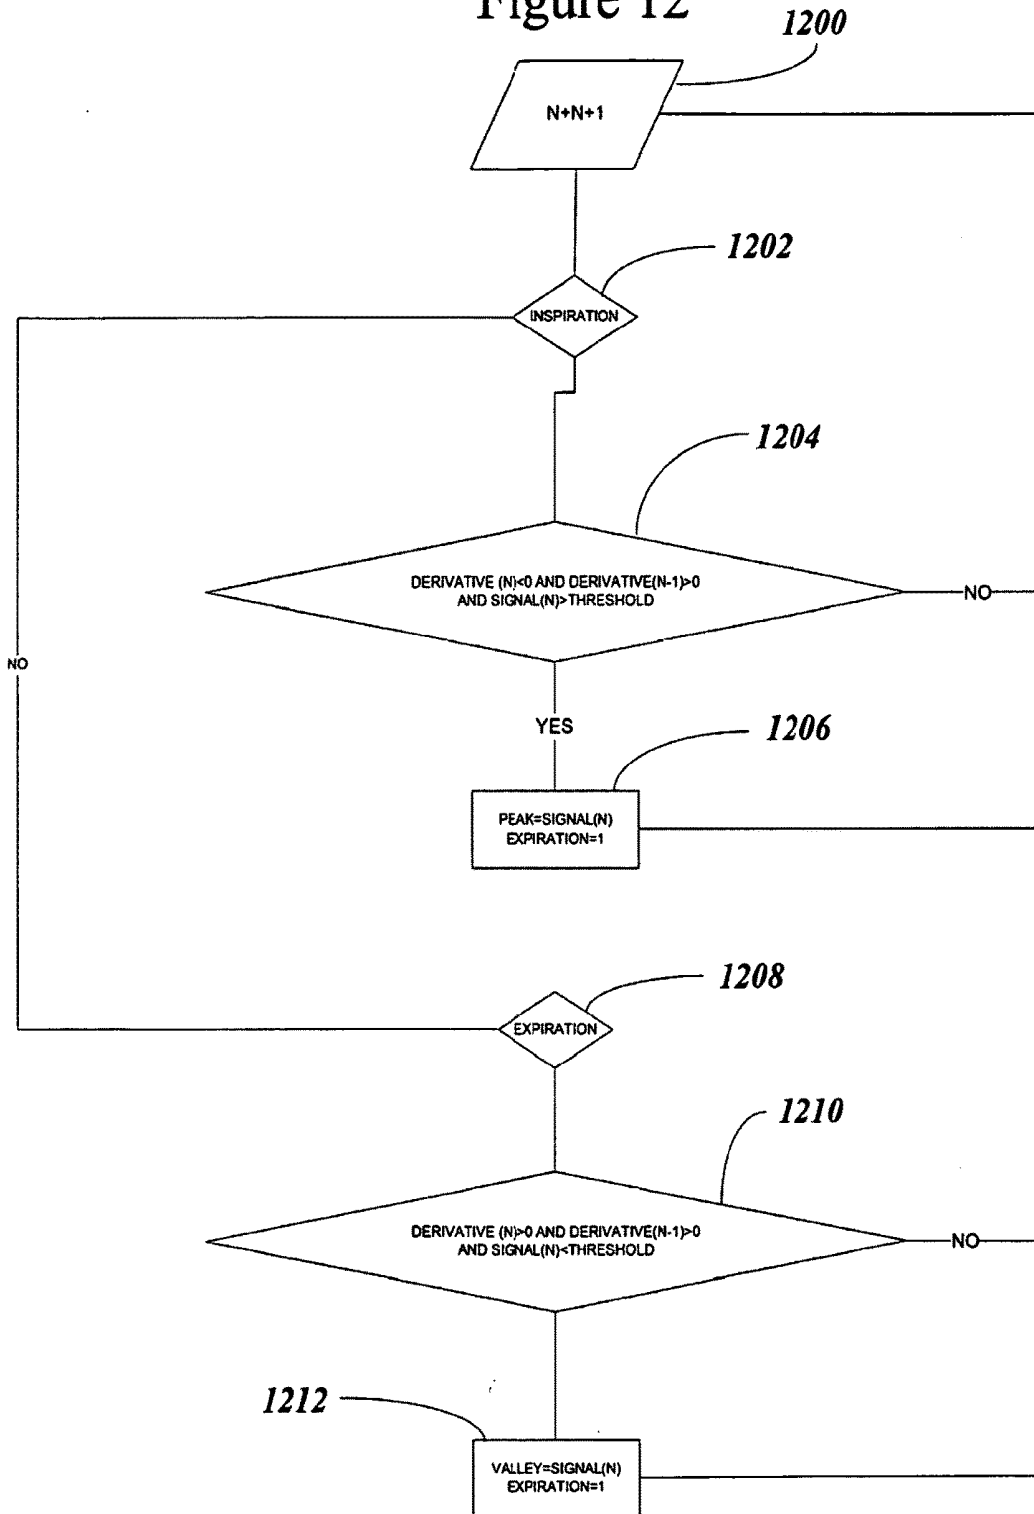 Figure 12
1200
N+N+1
1202
INSPIRATION
1204
DERIVATIVE (N)<0 AND DERIVATIVE(N-1)>0
AND SIGNAL(N)>THRESHOLD
NO
NO
YES
1206
PEAK=SIGNAL(N)
EXPIRATION=1
1208
EXPIRATION
1210
DERIVATIVE (N)>0 AND DERIVATIVE(N-1)>0
AND SIGNAL(N)<THRESHOLD
NO
1212
VALLEY=SIGNAL(N)
EXPIRATION=1